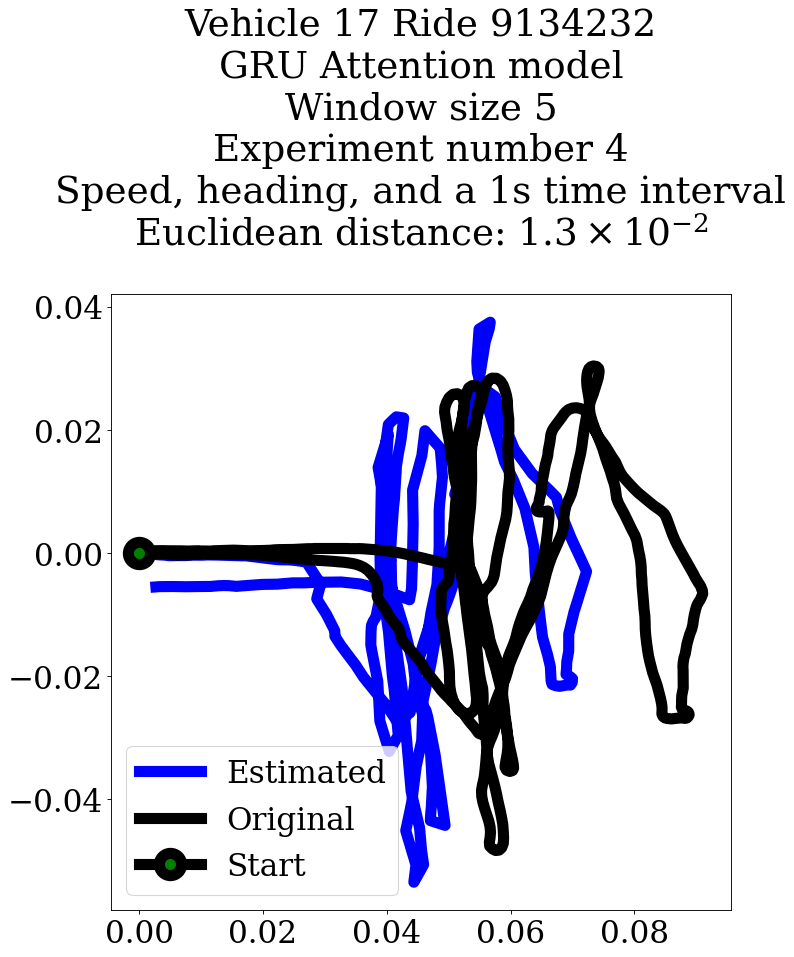 Vehicle 17 Ride 9134232
GRU Attention model
Window size 5
Experiment number 4
Speed, heading, and a 1s time interval
Euclidean distance: 1.3 × 10⁻²
0.04
0.02
0.00
−0.02
−0.04
Estimated
Original
Start
0.00 0.02 0.04 0.06 0.08